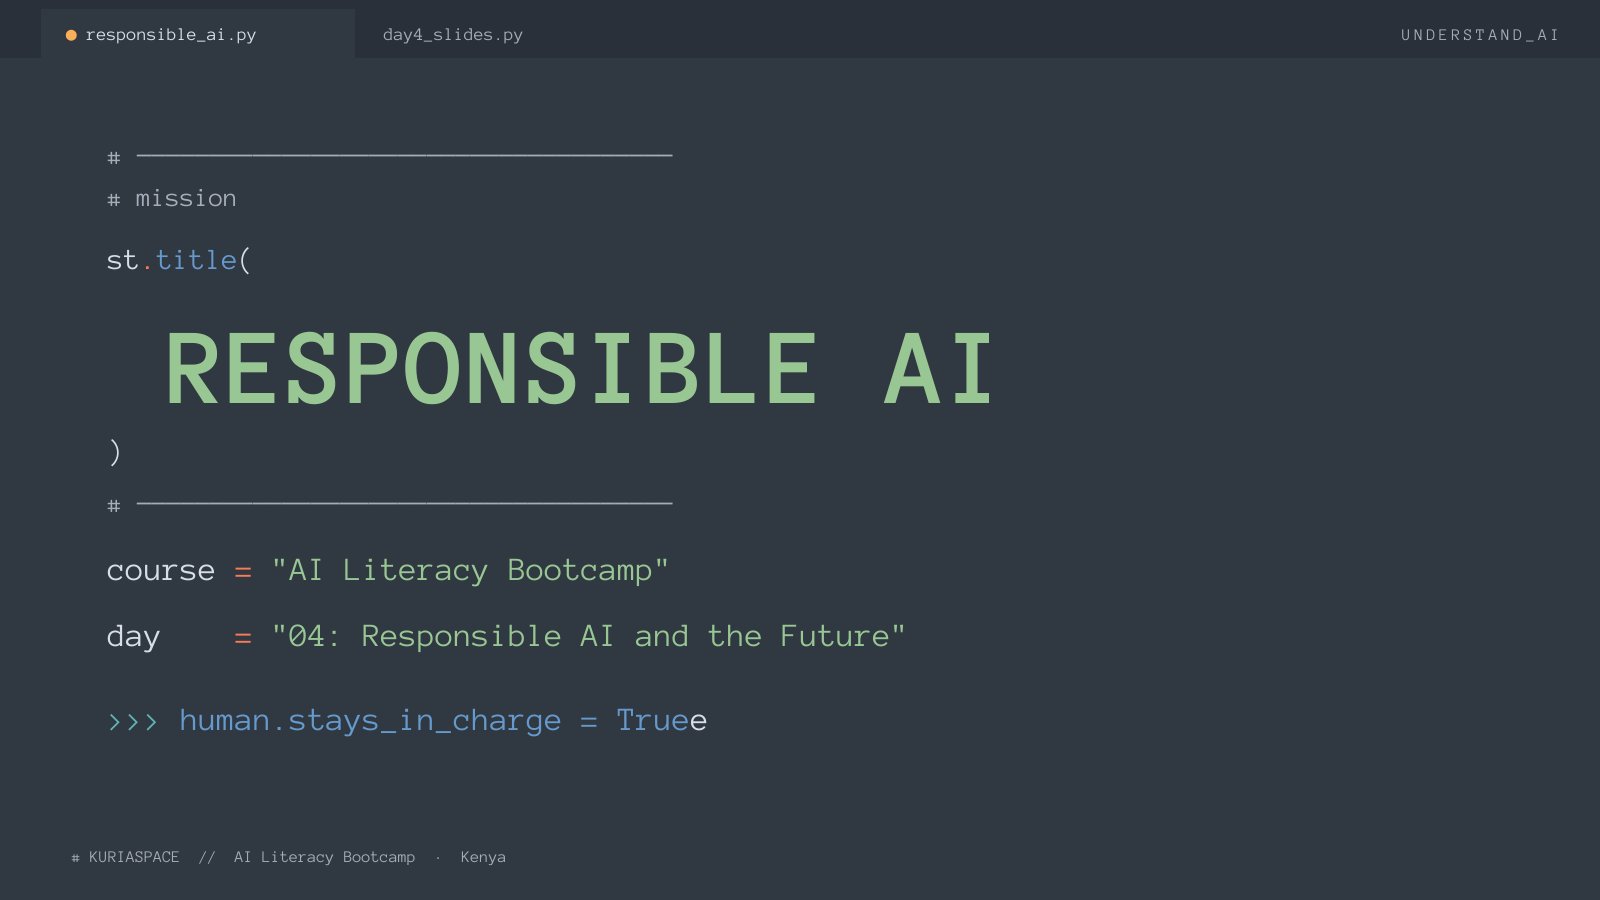 responsible_ai.py
day4_slides.py
UNDERSTAND_AI
# ─────────────────────────────────────
# mission
st.title(
RESPONSIBLE AI
)
# ─────────────────────────────────────
course = "AI Literacy Bootcamp"
day    = "04: Responsible AI and the Future"
>>> human.stays_in_charge = Truee
# KURIASPACE // AI Literacy Bootcamp · Kenya